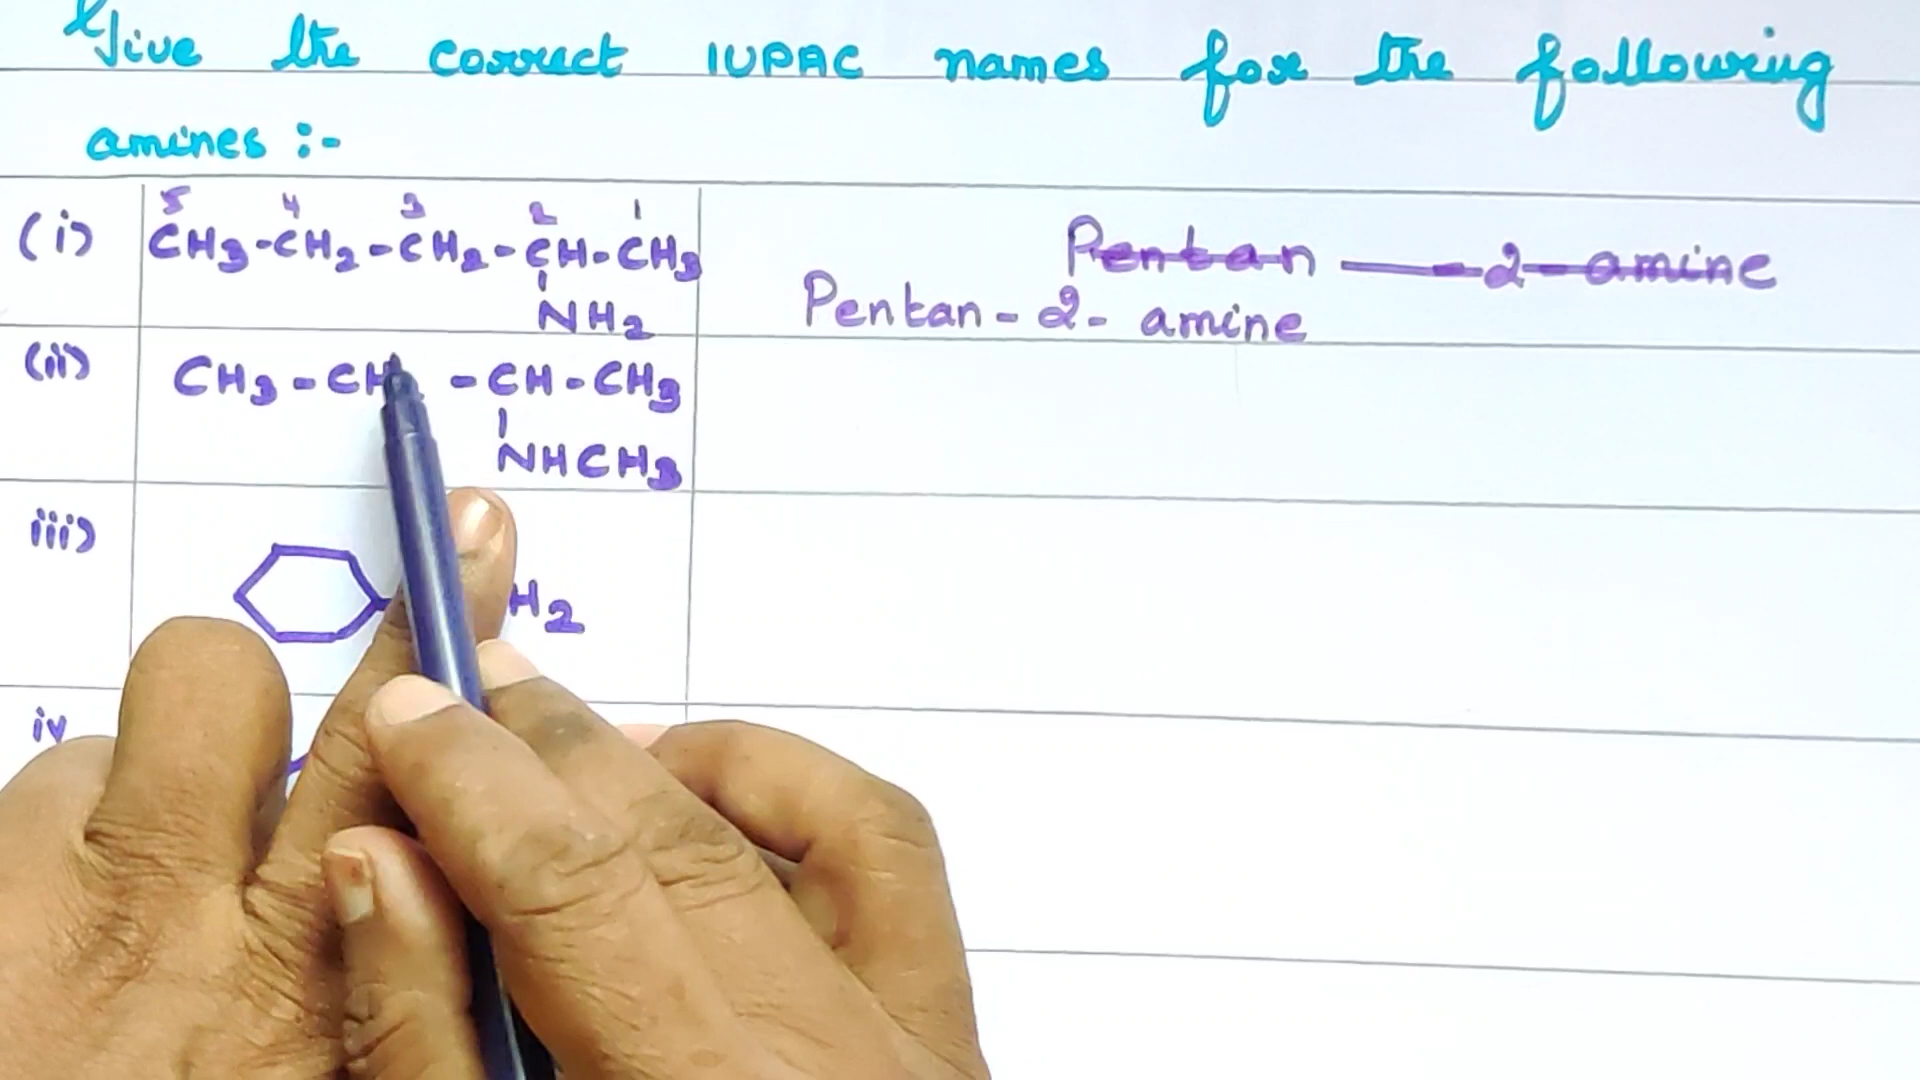 Give the correct IUPAC names for the following
amines :-
(i)
5 4 3 2 1
CH3-CH2-CH2-CH-CH3
NH2
Pentan — 2-amine
Pentan-2-amine
(ii)
CH3-CH -CH-CH3
NHCH3
iii)
H2
iv